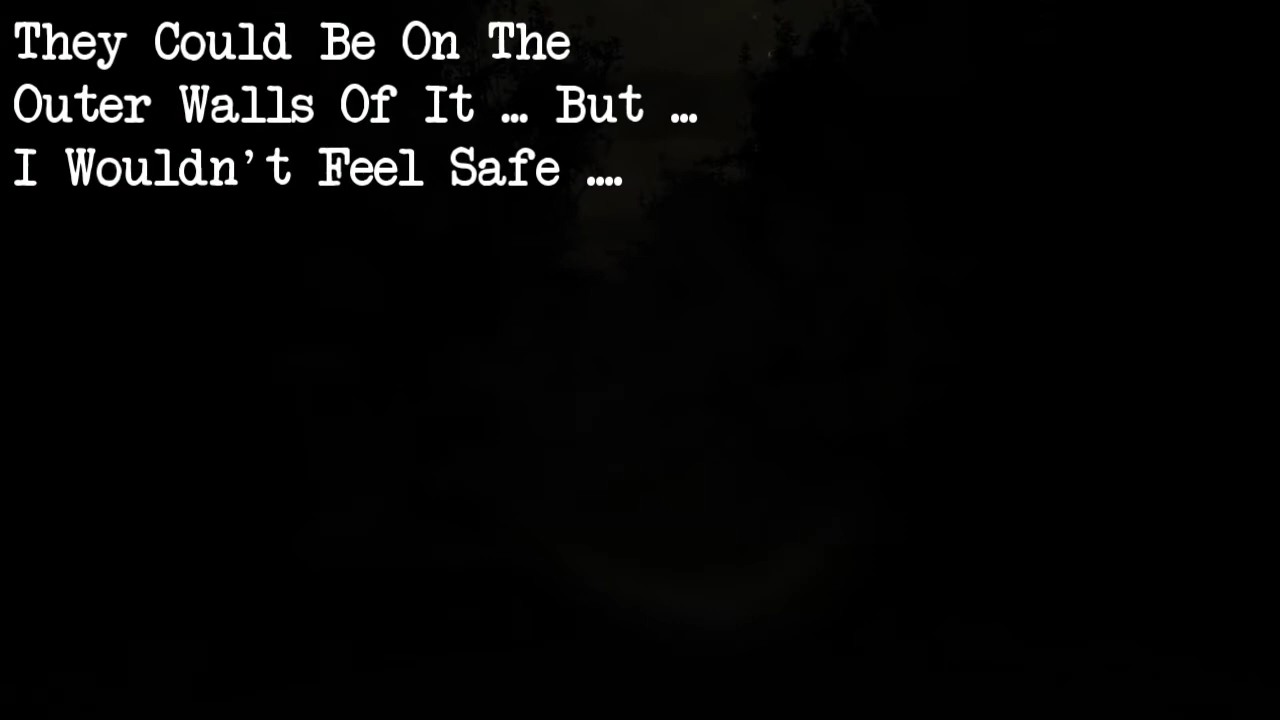 They Could Be On The
Outer Walls Of It ... But ...
I Wouldn't Feel Safe ....